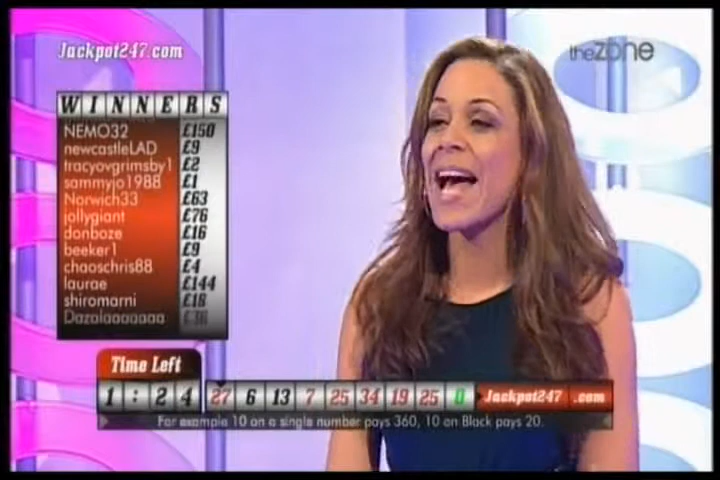 Jackpot247.com
theZONE
WINNERS
NEMO32 £150
newcastleLAD £9
tracyovgrimsby1 £2
sammyjo1988 £1
Norwich33 £63
jollygiant £76
donboze £16
beeker1 £9
chaoschris88 £4
laurae £144
shiromarni £18
Time Left
1:24 27 6 13 7 25 34 19 25 0 Jackpot247 .com
For example 10 on a single number pays 360, 10 on Black pays 20.